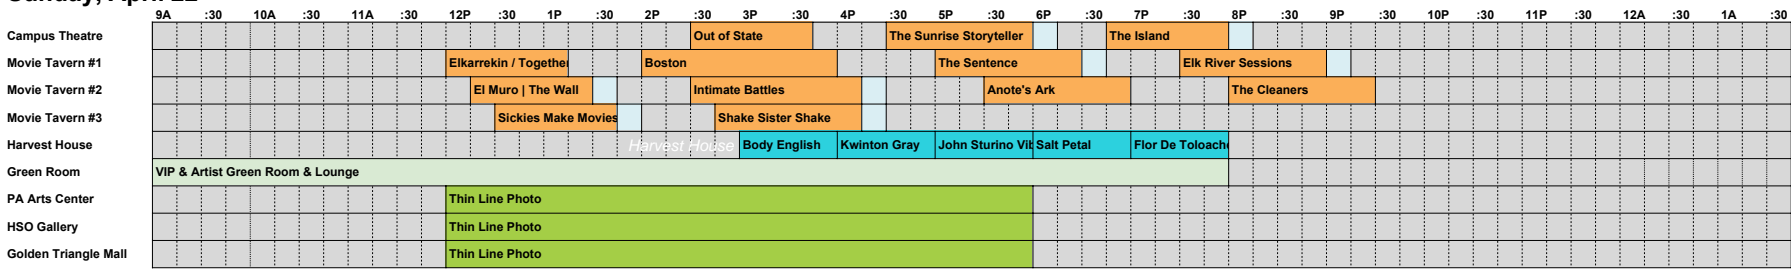 9A :30 10A :30 11A :30 12P :30 1P :30 2P :30 3P :30 4P :30 5P :30 6P :30 7P :30 8P :30 9P :30 10P :30 11P :30 12A :30 1A :30
Campus Theatre Out of State The Sunrise Storyteller The Island
Movie Tavern #1 Elkarrekin / Together Boston The Sentence Elk River Sessions
Movie Tavern #2 El Muro | The Wall Intimate Battles Anote's Ark The Cleaners
Movie Tavern #3 Sickies Make Movies Shake Sister Shake
Harvest House Harvest House Body English Kwinton Gray John Sturino Vib Salt Petal Flor De Toloache
Green Room VIP & Artist Green Room & Lounge
PA Arts Center Thin Line Photo
HSO Gallery Thin Line Photo
Golden Triangle Mall Thin Line Photo